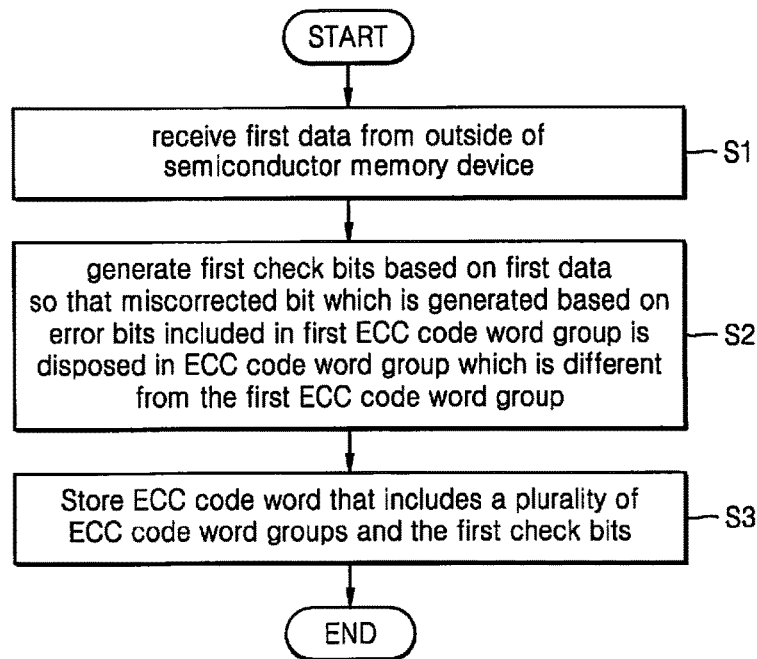 START
receive first data from outside of
semiconductor memory device
S1
generate first check bits based on first data
so that miscorrected bit which is generated based on
error bits included in first ECC code word group is
disposed in ECC code word group which is different
from the first ECC code word group
S2
Store ECC code word that includes a plurality of
ECC code word groups and the first check bits
S3
END